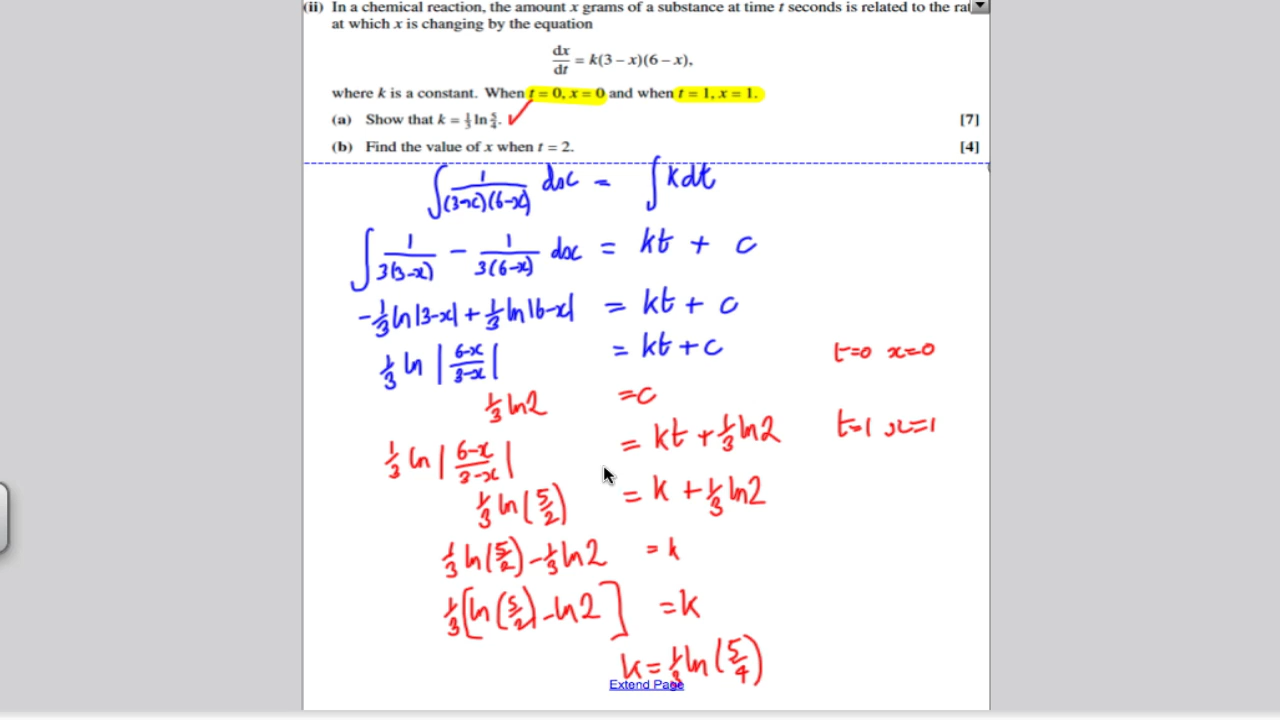 (ii) In a chemical reaction, the amount x grams of a substance at time t seconds is related to the
at which x is changing by the equation
dx/dt = k(3 – x)(6 – x),
where k is a constant. When t = 0, x = 0 and when t = 1, x = 1.
(a) Show that k = 1/3 ln 5/4. ✓ [7]
(b) Find the value of x when t = 2. [4]
∫ 1/((3-x)(6-x)) dx = ∫ k dt
∫ 1/(3(3-x)) - 1/(3(6-x)) dx = kt + c
-1/3 ln|3-x| + 1/3 ln|6-x| = kt + c
1/3 ln |(6-x)/(3-x)| = kt + c t=0 x=0
1/3 ln2 = c
1/3 ln |(6-x)/(3-x)| = kt + 1/3 ln2 t=1 x=1
1/3 ln(5/2) = k + 1/3 ln2
1/3 ln(5/2) - 1/3 ln2 = k
1/3 [ln(5/2) - ln2] = k
k = 1/3 ln(5/4)
Extend Page